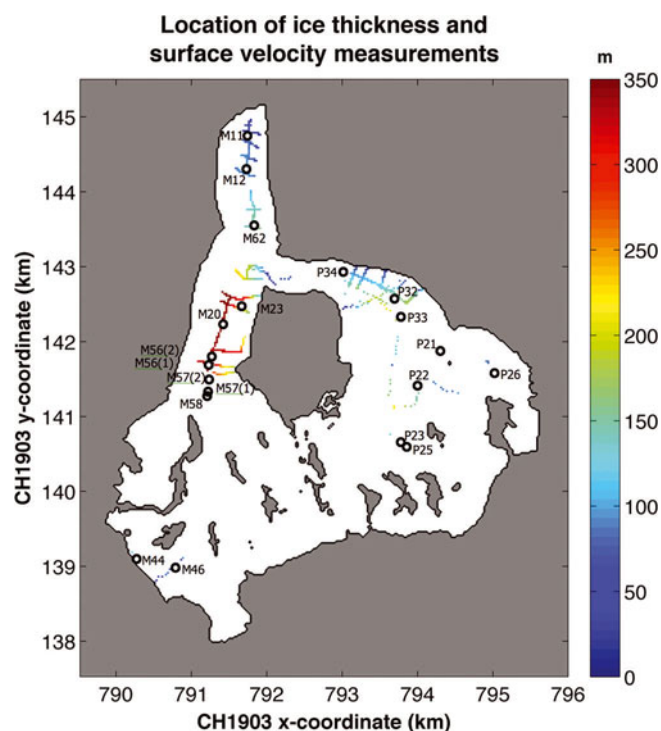 Location of ice thickness and
surface velocity measurements
m
350
300
250
200
150
100
50
0
145
144
143
142
141
140
139
138
CH1903 y-coordinate (km)
M11
M12
M62
P34
P32
M23
P33
M20
P21
M56(2)
M56(1)
P26
M57(2)
P22
M57(1)
M58
P23
P25
M44
M46
790 791 792 793 794 795 796
CH1903 x-coordinate (km)